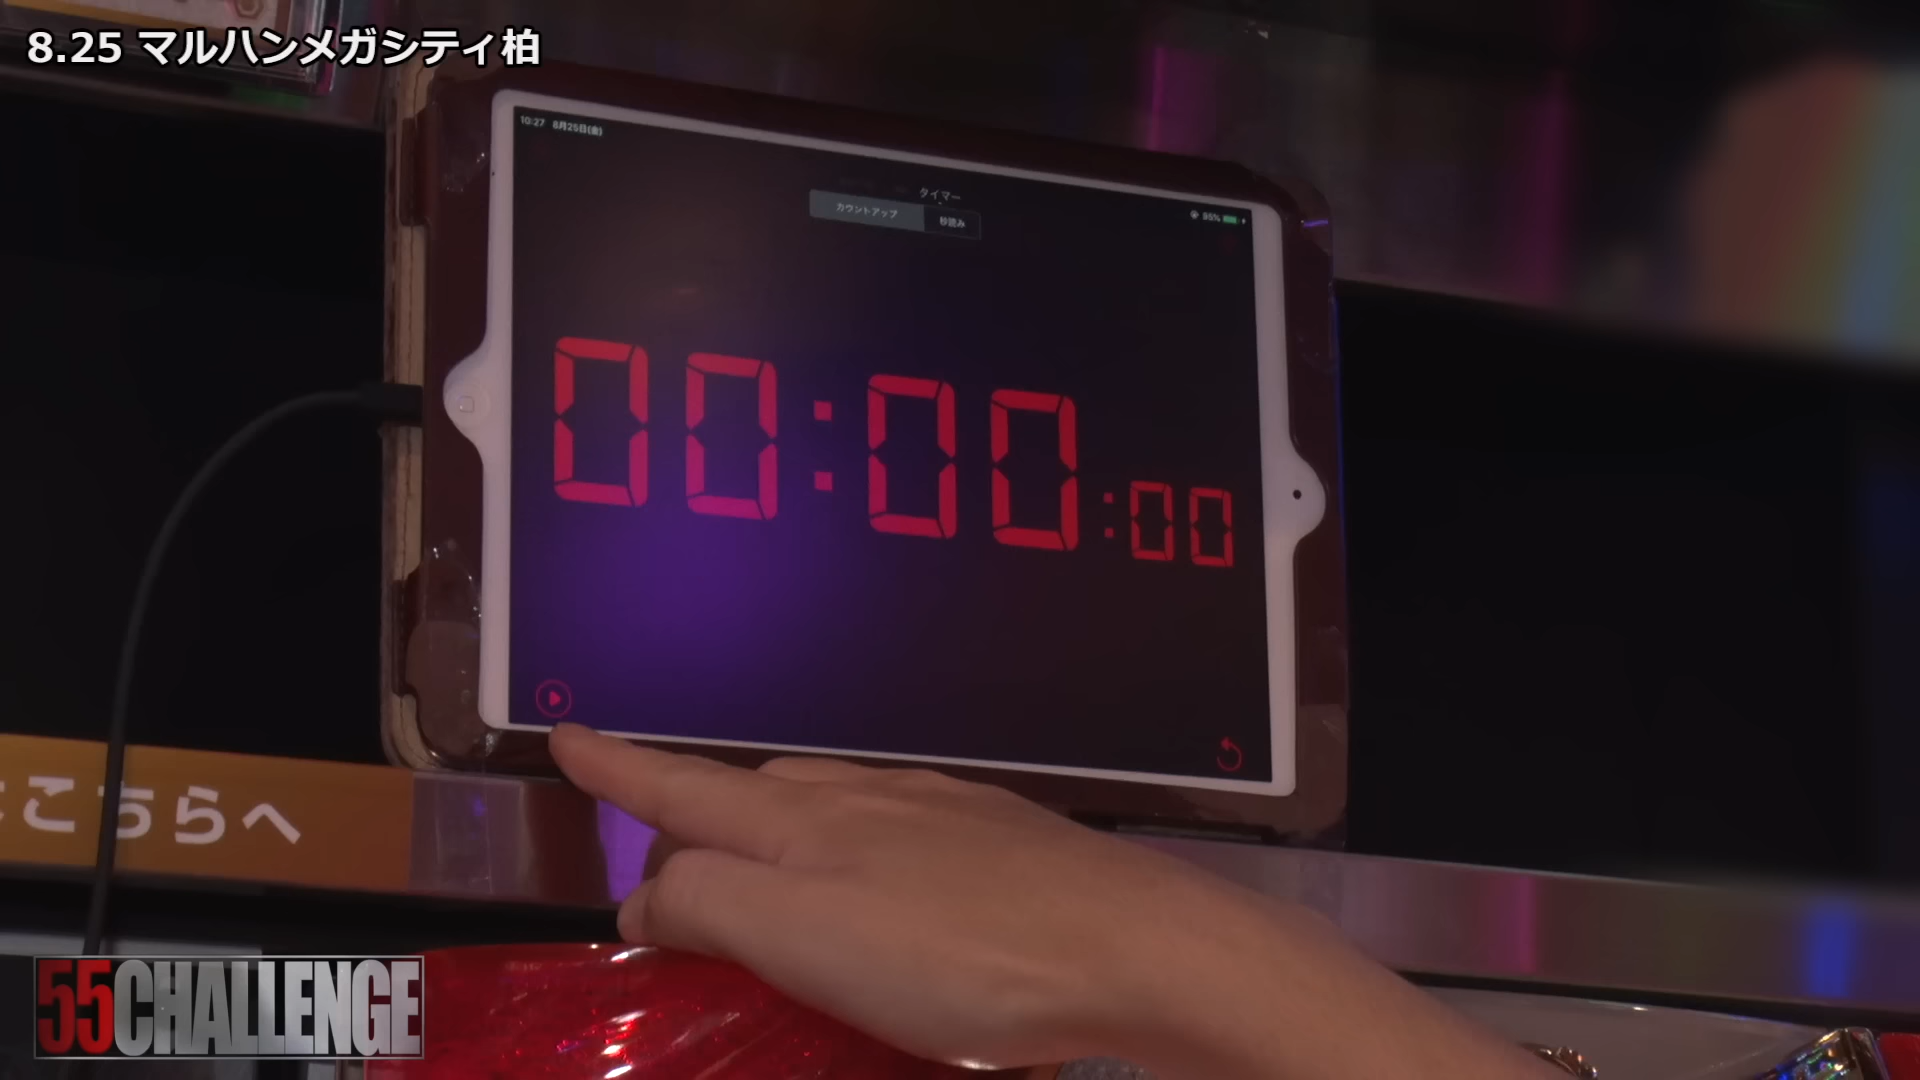 8.25 マルハンメガシティ柏
10:27 8月25日(金)
タイマー
カウントアップ 秒読み
95%
00:00:00
こちらへ
55CHALLENGE